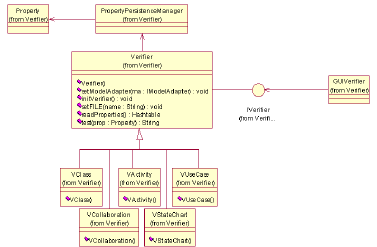 Property
(from Verifier)
PropertyPersistenceManager
(from Verifier)
Verifier
(from Verifier)
Verifier()
setModelAdapter(ma : IModelAdapter) : void
initVerifier() : void
setFILE(name : String) : void
readProperties() : Hashtable
test(prop : Property) : String
IVerifier
(from Verifi...
GUIVerifier
(from Verifier)
VClass
(from Verifier)
VClass()
VActivity
(from Verifier)
VActivity()
VUseCase
(from Verifier)
VUseCase()
VCollaboration
(from Verifier)
VCollaboration()
VStateChart
(from Verifier)
VStateChart()